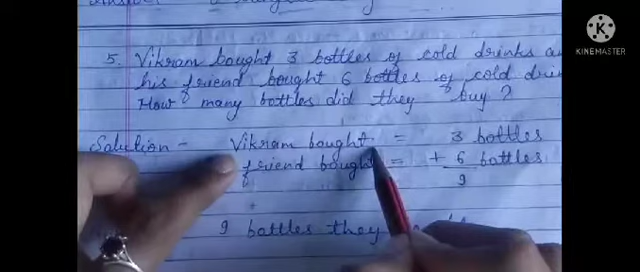 KINEMASTER
5. Vikram bought 3 bottles of cold drinks
his friend bought 6 bottles of cold
How many bottles did they buy ?
Solution - Vikram bought = 3 bottles
friend bought = + 6 bottles
9
9 bottles they